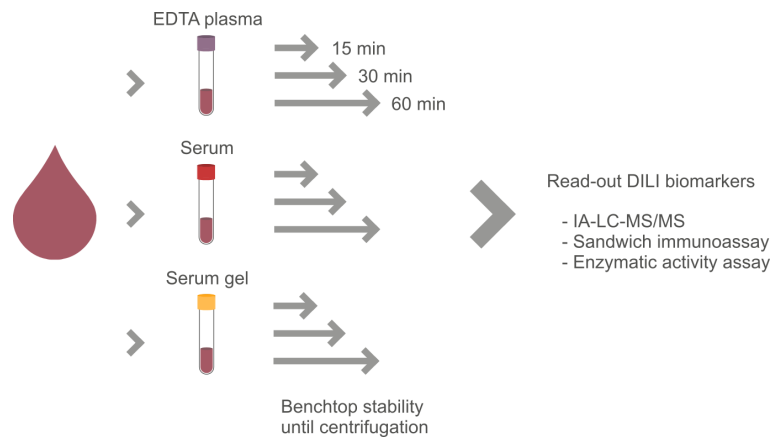 EDTA plasma
15 min
30 min
60 min
Serum
Serum gel
Benchtop stability
until centrifugation
Read-out DILI biomarkers
- IA-LC-MS/MS
- Sandwich immunoassay
- Enzymatic activity assay